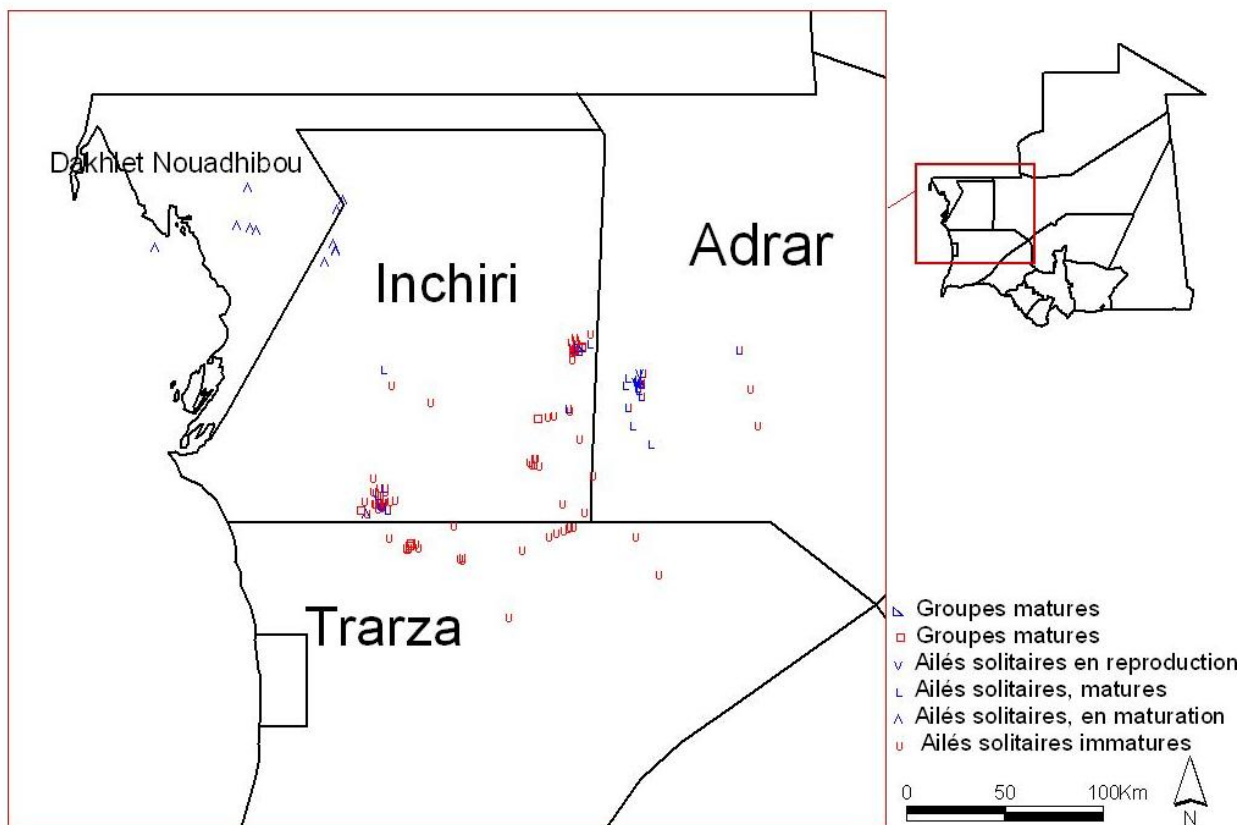 Dakhlet Nouadhibou
Adrar
Inchiri
Trarza
Groupes matures
Groupes matures
Ailés solitaires en reproduction
Ailés solitaires, matures
Ailés solitaires, en maturation
Ailés solitaires immatures
0 50 100Km
N